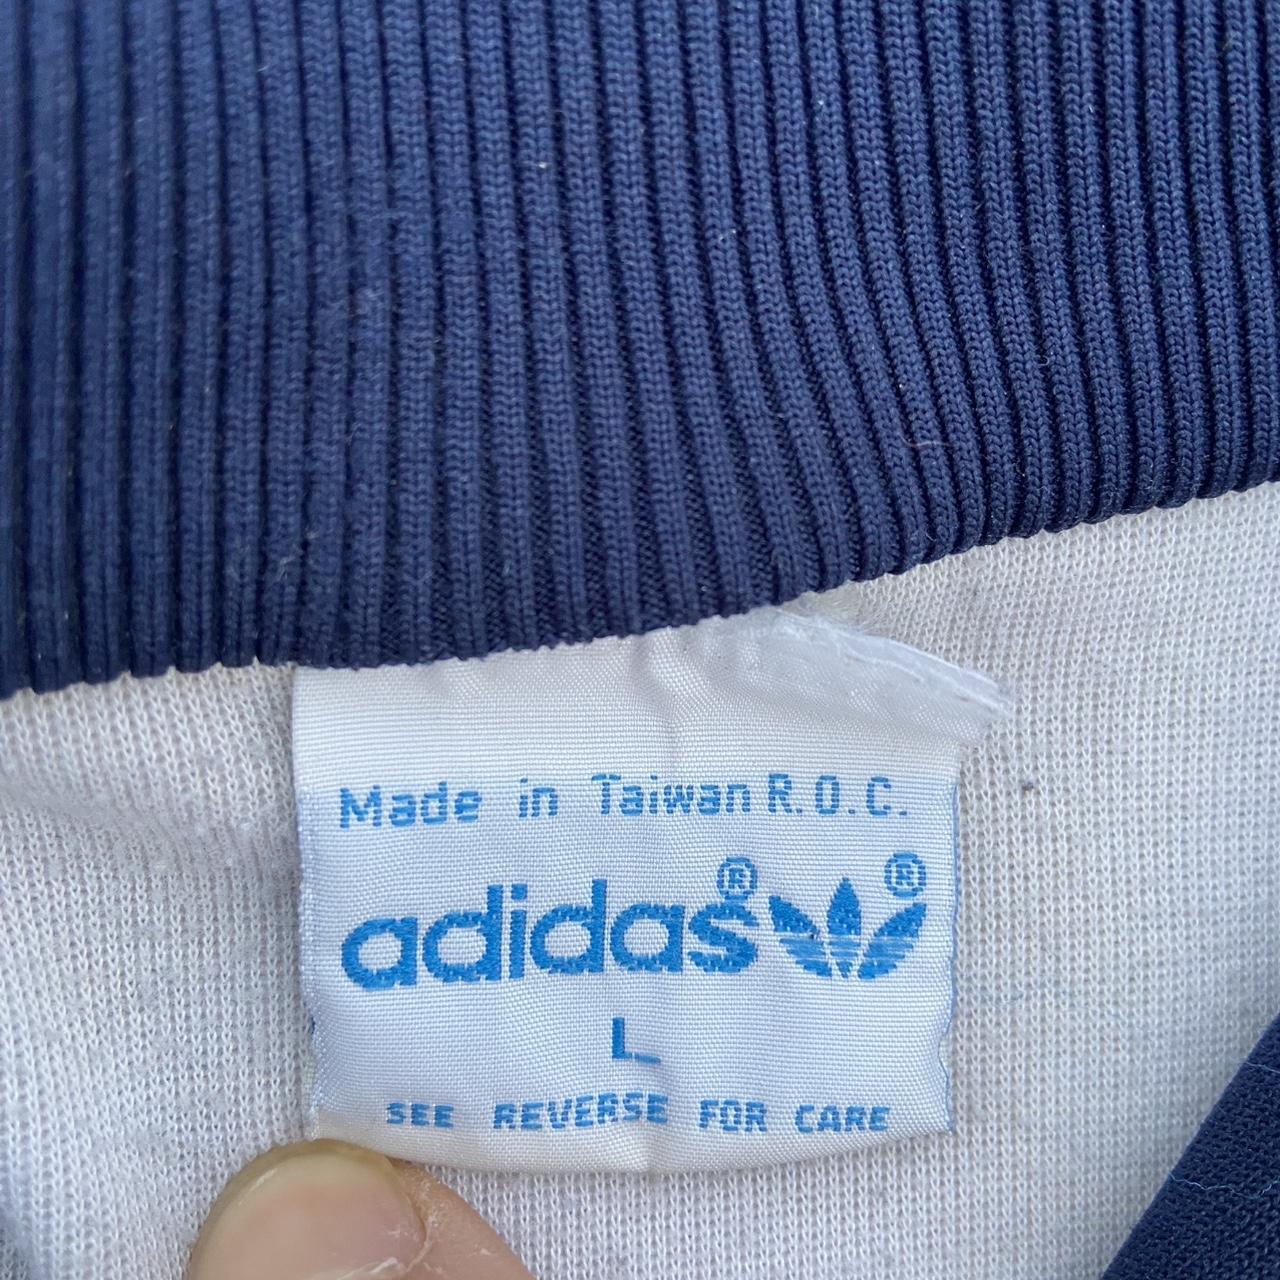 Made in Taiwan R.O.C.
adidas® ®
L
SEE REVERSE FOR CARE